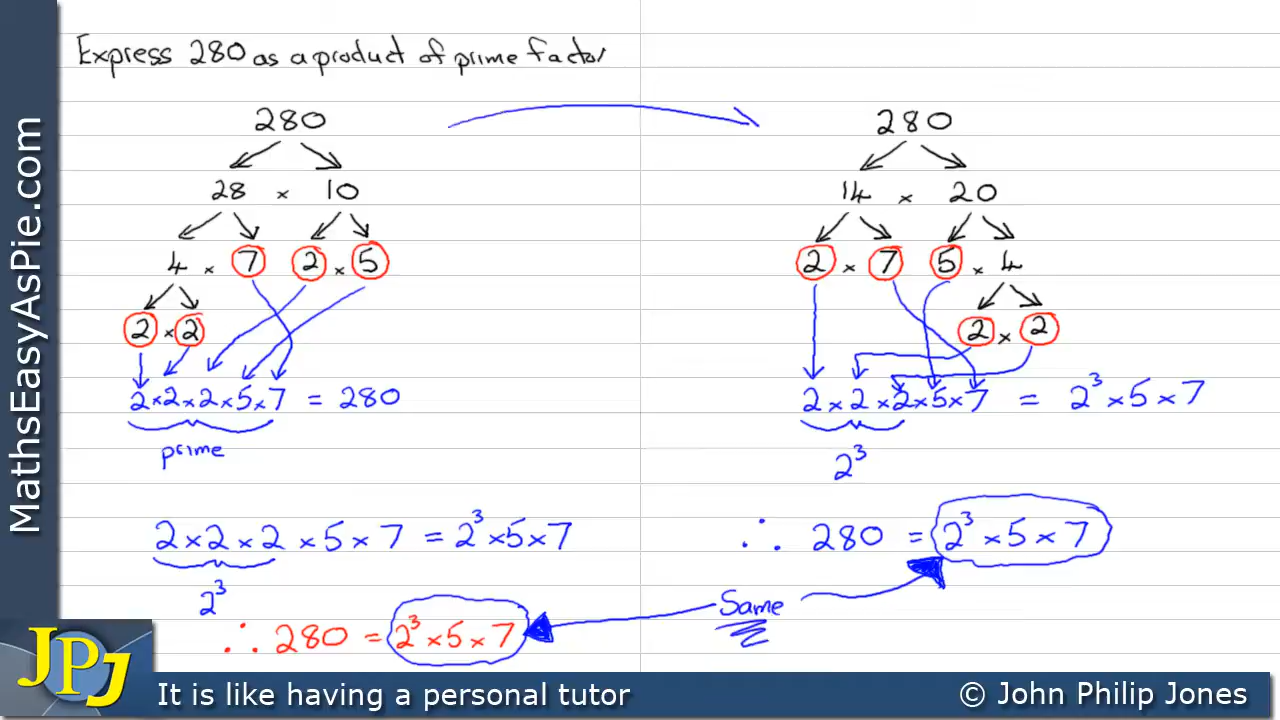 MathsEasyAsPie.com
Express 280 as a product of prime factor
280
28 × 10
4 × 7 2 × 5
2 × 2
2 × 2 × 2 × 5 × 7 = 280
prime
2 × 2 × 2 × 5 × 7 = 2³ × 5 × 7
2³
∴ 280 = 2³ × 5 × 7
280
14 × 20
2 × 7 5 × 4
2 × 2
2 × 2 × 2 × 5 × 7 = 2³ × 5 × 7
2³
∴ 280 = 2³ × 5 × 7
Same
JPJ
It is like having a personal tutor
© John Philip Jones